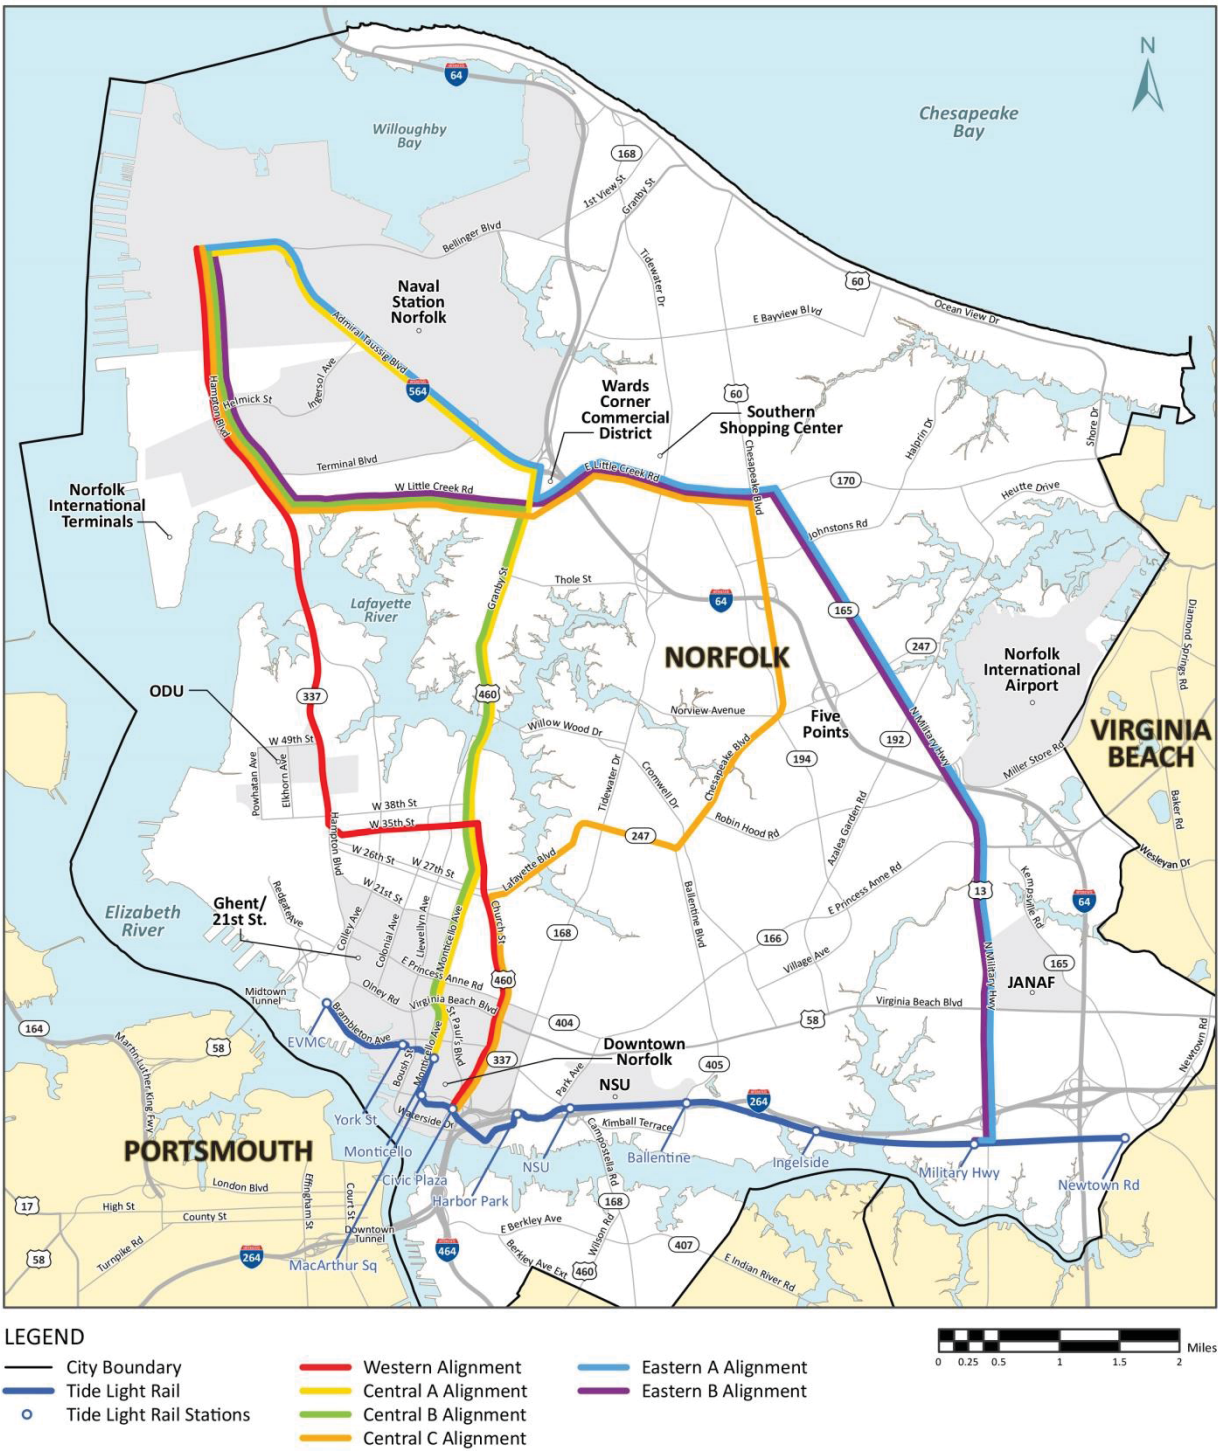 N
64
Willoughby
Bay
Chesapeake
Bay
168
1st View St
Granby St
Bellinger Blvd
Tidewater Dr
60
Ocean View Dr
E Bayview Blvd
Naval
Station
Norfolk
Admiral Taussig Blvd
564
Ingersol Ave
Helmick St
Hampton Blvd
Wards
Corner
Commercial
District
60
Southern
Shopping Center
Shore Dr
Halprin Dr
Chesapeake Blvd
Terminal Blvd
E Little Creek Rd
W Little Creek Rd
170
Heutte Drive
Norfolk
International
Terminals
Johnstons Rd
Granby St
Thole St
Lafayette
River
64
165
NORFOLK
247
Diamond Springs Rd
Norfolk
International
Airport
ODU
337
460
Norview Avenue
Five
Points
N Military Hwy
192
VIRGINIA
BEACH
W 49th St
Willow Wood Dr
194
Miller Store Rd
Powhatan Ave
Elkhorn Ave
Tidewater Dr
Cromwell Dr
Chesapeake Blvd
Baker Rd
W 38th St
W 35th St
Hampton Blvd
247
Robin Hood Rd
Azalea Garden Rd
Wesleyan Dr
W 26th St
W 27th St
Lafayette Blvd
W 21st St
E Princess Anne Rd
Kempsville Rd
13
64
Elizabeth
River
Ghent/
21st St.
Redgate Ave
Colley Ave
Colonial Ave
Llewellyn Ave
Monticello Ave
Church St
Ballentine Blvd
168
166
Village Ave
N Military Hwy
165
JANAF
E Princess Anne Rd
460
Midtown
Tunnel
Olney Rd
Virginia Beach Blvd
Virginia Beach Blvd
164
Martin Luther King Fwy
58
EVMC
Brambleton Ave
Boush St
Monticello Ave
St Paul's Blvd
337
404
58
Newtown Rd
Downtown
Norfolk
405
Park Ave
NSU
264
York St
Waterside Dr
Kimball Terrace
Campostella Rd
PORTSMOUTH
Monticello
Civic Plaza
Harbor Park
NSU
Ballentine
Ingelside
Military Hwy
Newtown Rd
London Blvd
Effingham St
Court St
17
High St
County St
168
Downtown
Tunnel
E Berkley Ave
Wilson Rd
58
Turnpike Rd
264
MacArthur Sq
464
Berkley Ave Ext
460
407
E Indian River Rd
LEGEND
City Boundary
Tide Light Rail
Tide Light Rail Stations
Western Alignment
Central A Alignment
Central B Alignment
Central C Alignment
Eastern A Alignment
Eastern B Alignment
Miles
0 0.25 0.5 1 1.5 2